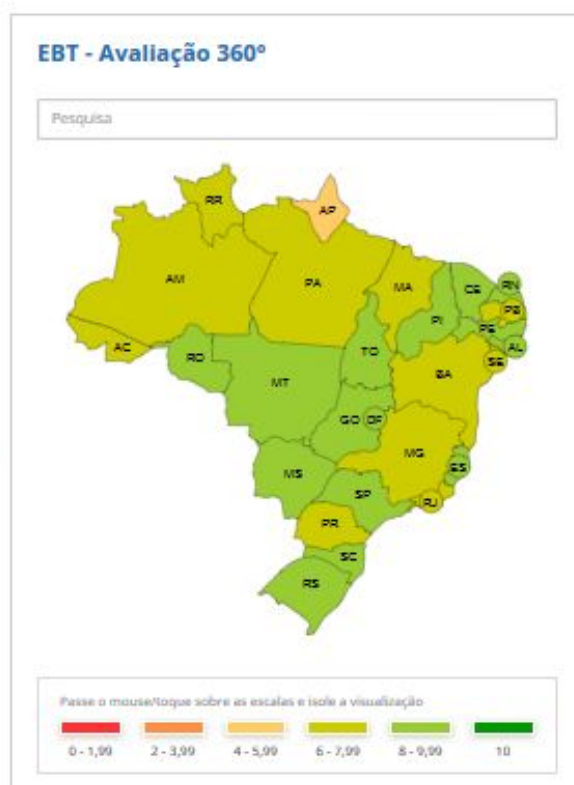 EBT - Avaliação 360º
Pesquisa
RR
AP
AM
PA
MA
CE
RN
PB
PI
PE
AL
AC
RO
TO
SE
BA
MT
GO
DF
MG
ES
MS
SP
RJ
PR
SC
RS
Passe o mouse/toque sobre as escalas e isole a visualização
0 - 1,99 2 - 3,99 4 - 5,99 6 - 7,99 8 - 9,99 10